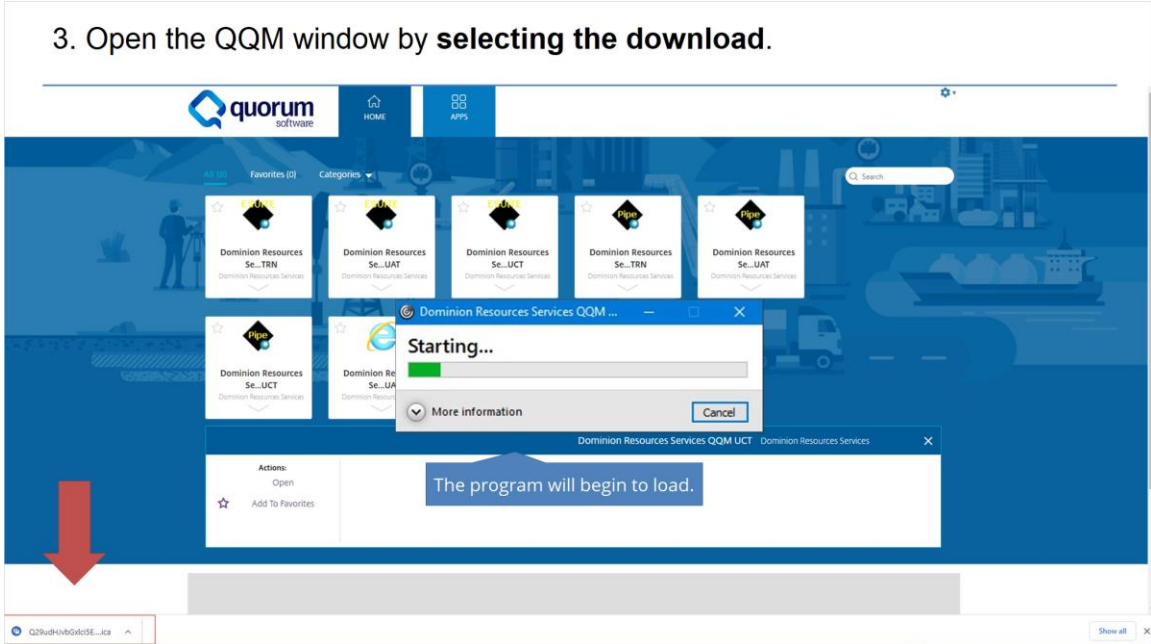 3. Open the QQM window by selecting the download.
quorum
software
HOME
APPS
Favorites (0)
Categories
Search
Dominion Resources
Se...TRN
Dominion Resources Services
Dominion Resources
Se...UAT
Dominion Resources Services
Dominion Resources
Se...UCT
Dominion Resources Services
Pipe
Dominion Resources
Se...TRN
Dominion Resources Services
Pipe
Dominion Resources
Se...UAT
Dominion Resources Services
Pipe
Dominion Resources
Se...UCT
Dominion Resources Services
Dominion Re
Se...UA
Dominion Resour
Dominion Resources Services QQM ...
Starting...
More information
Cancel
Dominion Resources Services QQM UCT Dominion Resources Services
Actions:
Open
Add To Favorites
The program will begin to load.
Show all